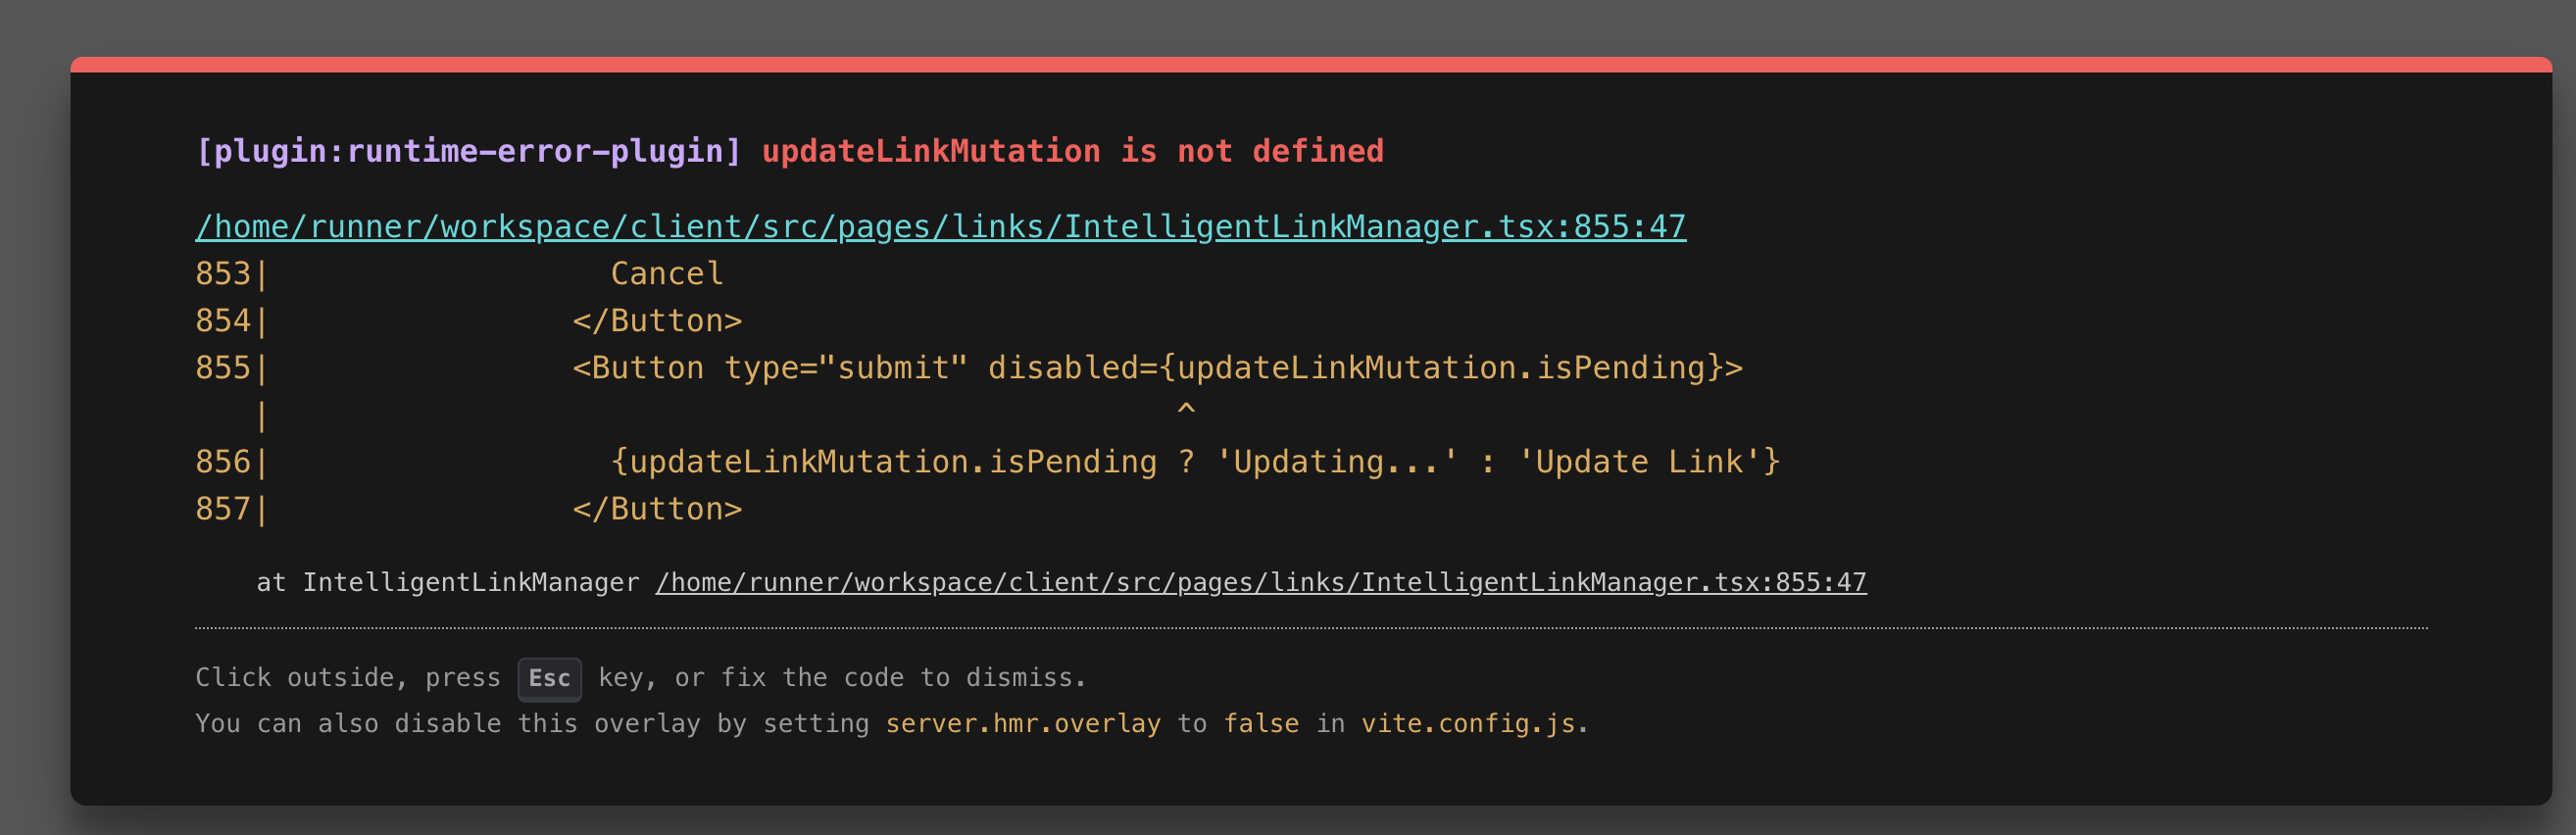 [plugin:runtime-error-plugin] updateLinkMutation is not defined
/home/runner/workspace/client/src/pages/links/IntelligentLinkManager.tsx:855:47
853|                  Cancel
854|                </Button>
855|                <Button type="submit" disabled={updateLinkMutation.isPending}>
   |                                                ^
856|                  {updateLinkMutation.isPending ? 'Updating...' : 'Update Link'}
857|                </Button>
at IntelligentLinkManager /home/runner/workspace/client/src/pages/links/IntelligentLinkManager.tsx:855:47
Click outside, press Esc key, or fix the code to dismiss.
You can also disable this overlay by setting server.hmr.overlay to false in vite.config.js.